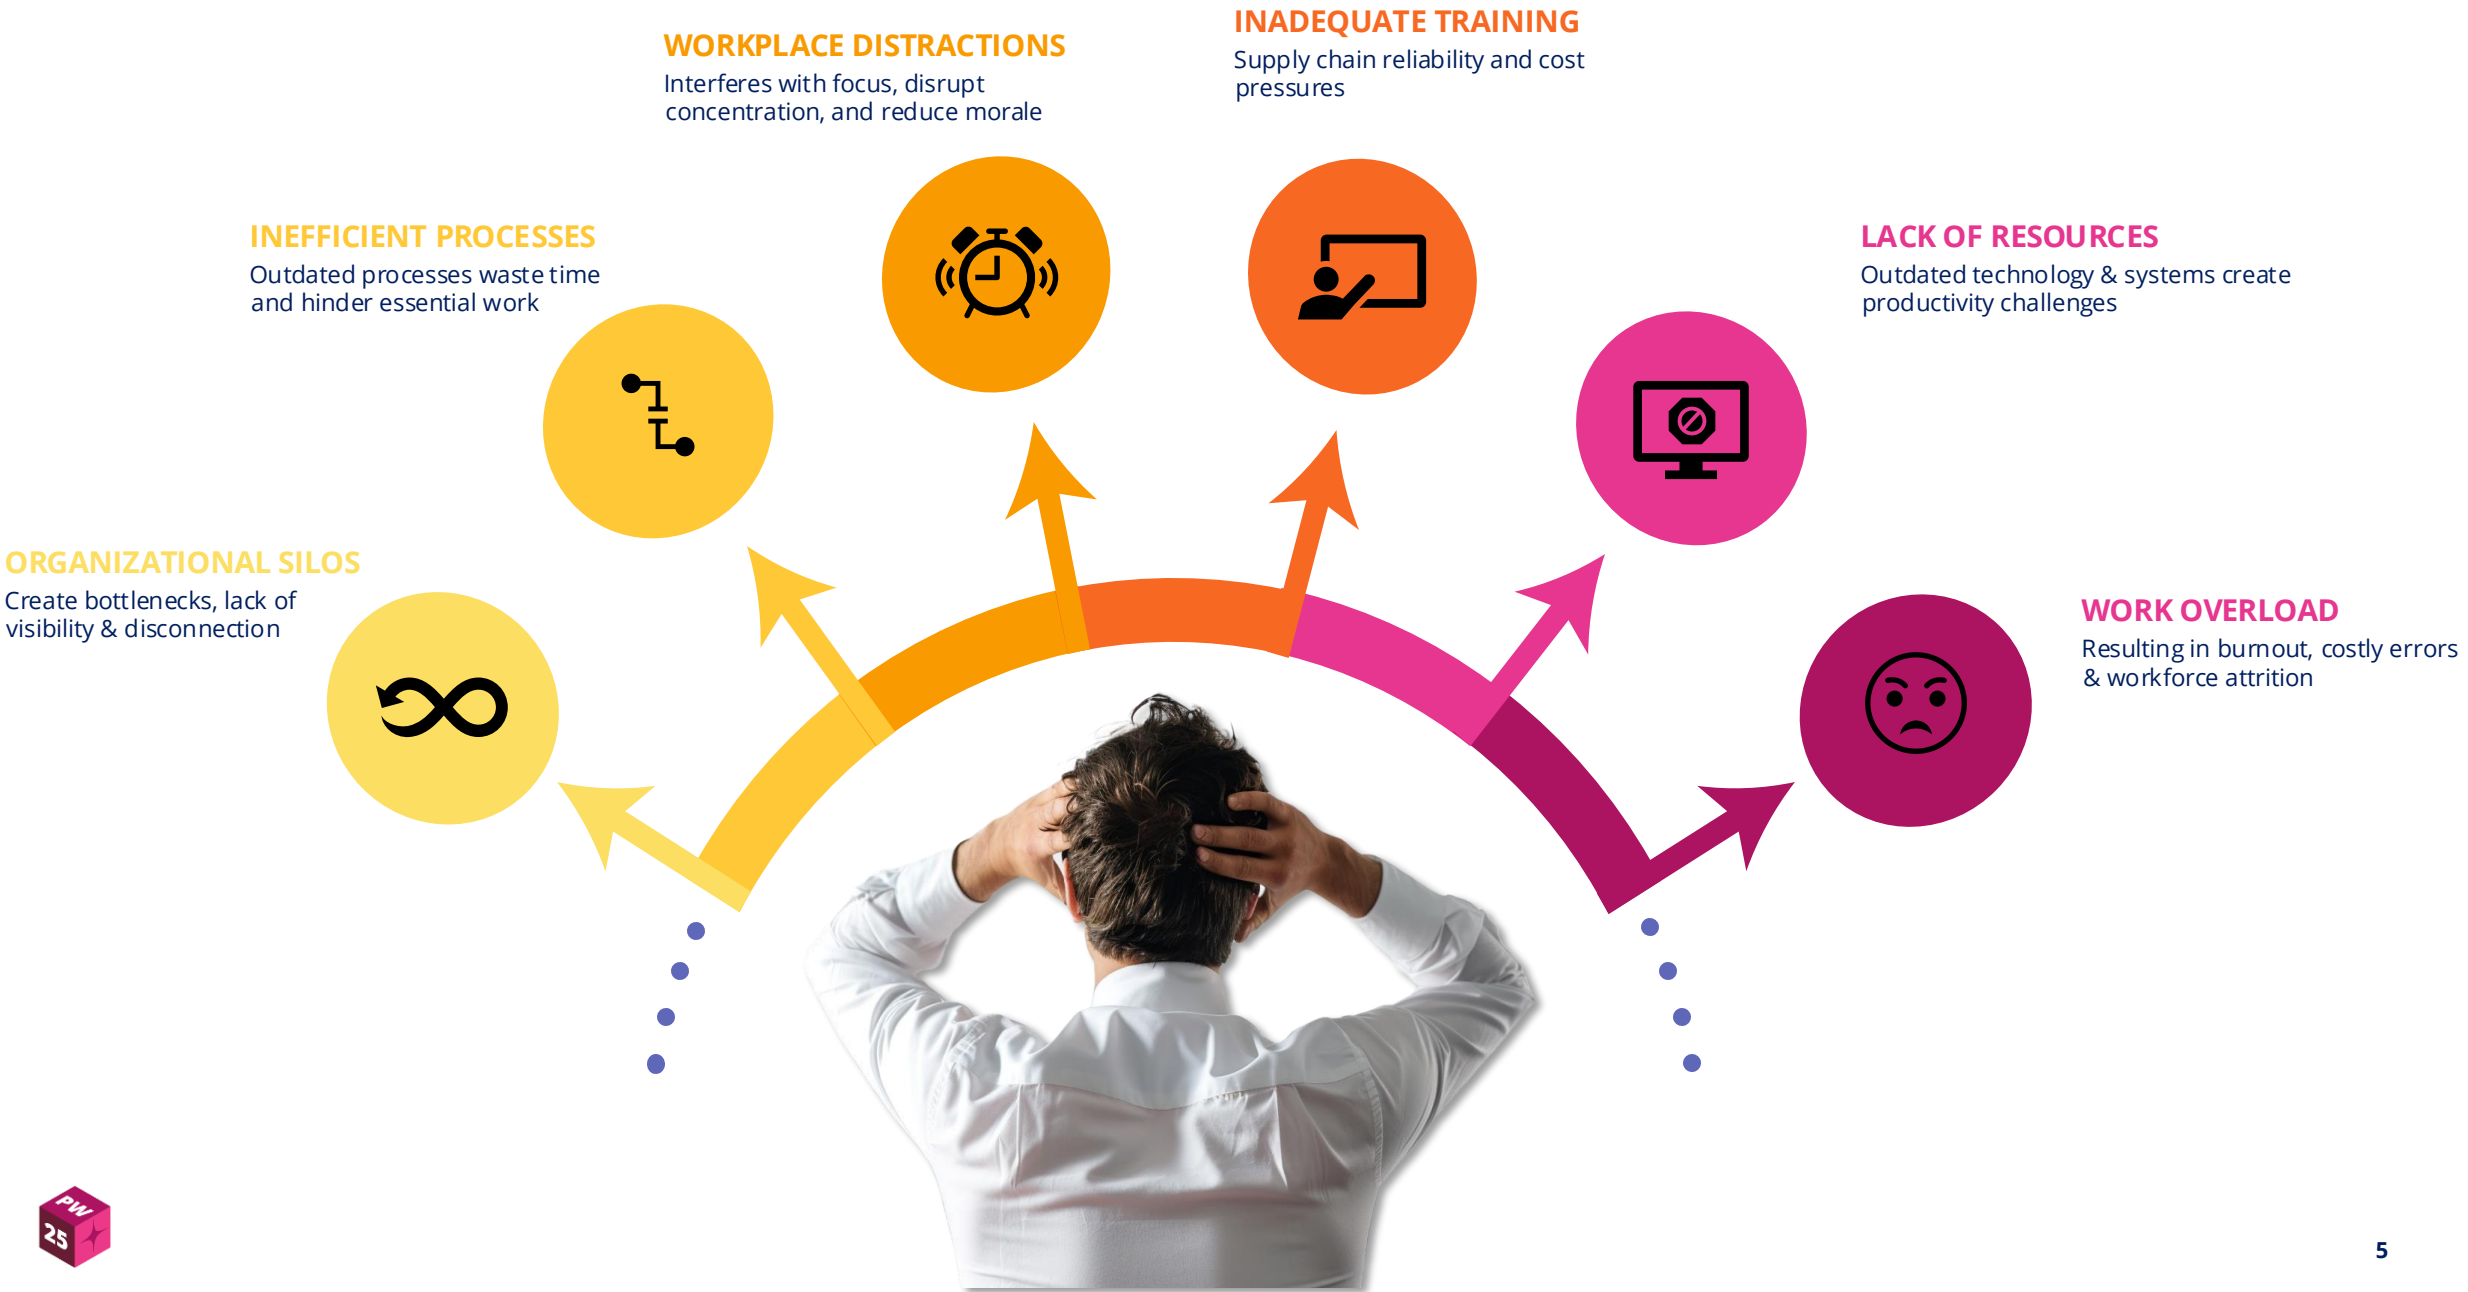 INADEQUATE TRAINING
Supply chain reliability and cost
pressures
WORKPLACE DISTRACTIONS
Interferes with focus, disrupt
concentration, and reduce morale
INEFFICIENT PROCESSES
Outdated processes waste time
and hinder essential work
LACK OF RESOURCES
Outdated technology & systems create
productivity challenges
ORGANIZATIONAL SILOS
Create bottlenecks, lack of
visibility & disconnection
WORK OVERLOAD
Resulting in burnout, costly errors
& workforce attrition
PW
25
5